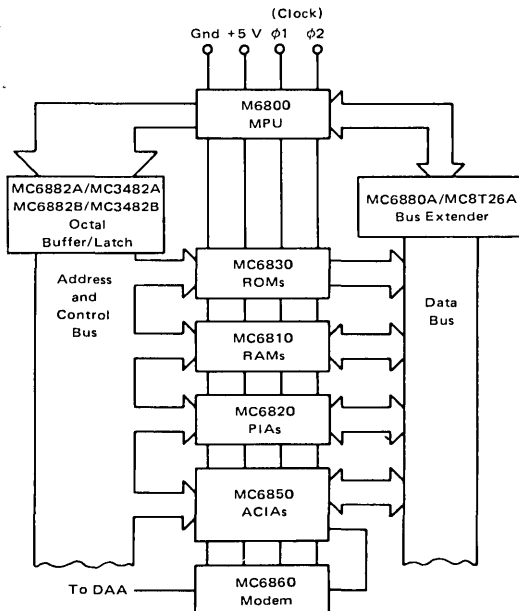 (Clock)
Gnd +5 V ϕ1 ϕ2
M6800
MPU
MC6882A/MC3482A
MC6882B/MC3482B
Octal
Buffer/Latch
MC6880A/MC8T26A
Bus Extender
Address
and
Control
Bus
MC6830
ROMs
Data
Bus
MC6810
RAMs
MC6820
PIAs
MC6850
ACIAs
To DAA
MC6860
Modem